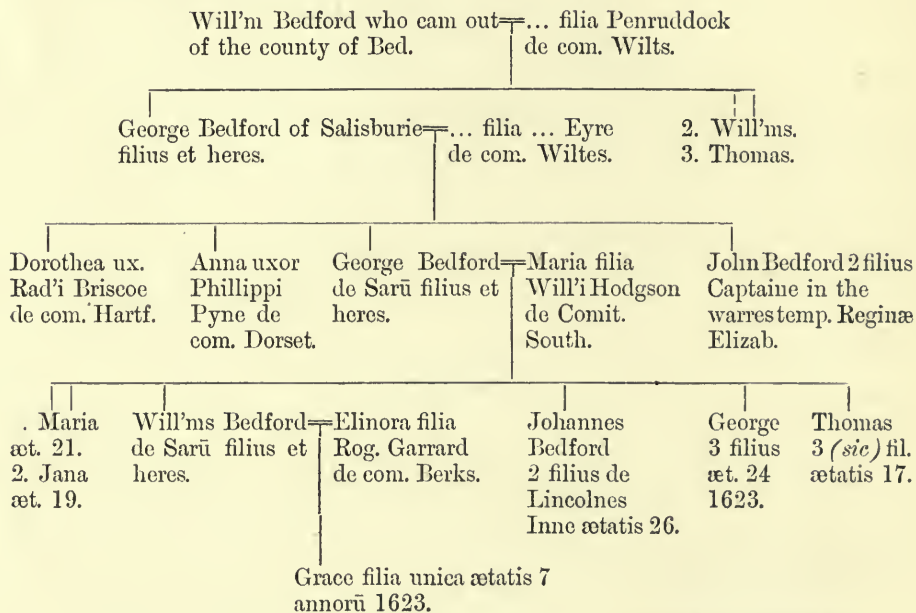 Will'm Bedford who cam out
of the county of Bed.
... filia Penruddock
de com. Wilts.
George Bedford of Salisburie
filius et heres.
... filia ... Eyre
de com. Wiltes.
2. Will'ms.
3. Thomas.
Dorothea ux.
Rad'i Briscoe
de com. Hartf.
Anna uxor
Phillippi
Pyne de
com. Dorset.
George Bedford
de Sarū filius et
heres.
Maria filia
Will'i Hodgson
de Comit.
South.
John Bedford 2 filius
Captaine in the
warres temp. Reginæ
Elizab.
. Maria
æt. 21.
2. Jana
æt. 19.
Will'ms Bedford
de Sarū filius et
heres.
Elinora filia
Rog. Garrard
de com. Berks.
Johannes
Bedford
2 filius de
Lincolnes
Inne ætatis 26.
George
3 filius
æt. 24
1623.
Thomas
3 (sic) fil.
ætatis 17.
Grace filia unica ætatis 7
annorū 1623.